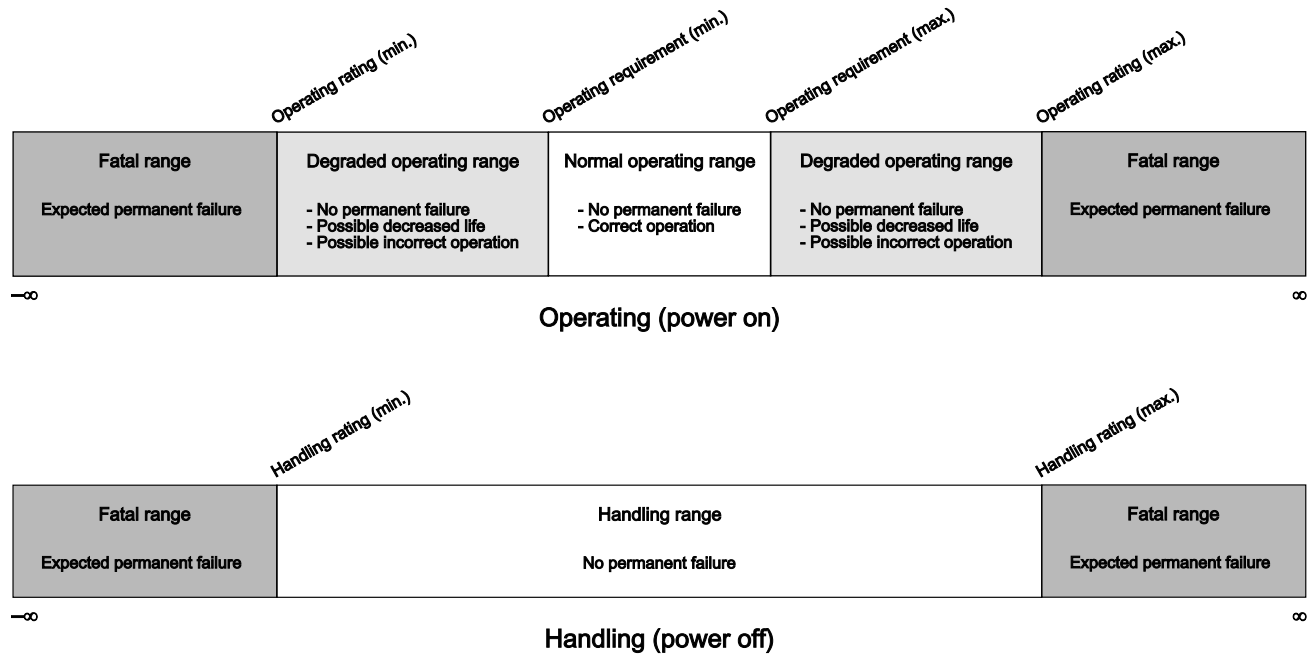 Operating rating (min.)
Operating requirement (min.)
Operating requirement (max.)
Operating rating (max.)
Fatal range
Expected permanent failure
Degraded operating range
- No permanent failure
- Possible decreased life
- Possible incorrect operation
Normal operating range
- No permanent failure
- Correct operation
Degraded operating range
- No permanent failure
- Possible decreased life
- Possible incorrect operation
Fatal range
Expected permanent failure
–∞
∞
Operating (power on)
Handling rating (min.)
Handling rating (max.)
Fatal range
Expected permanent failure
Handling range
No permanent failure
Fatal range
Expected permanent failure
–∞
∞
Handling (power off)